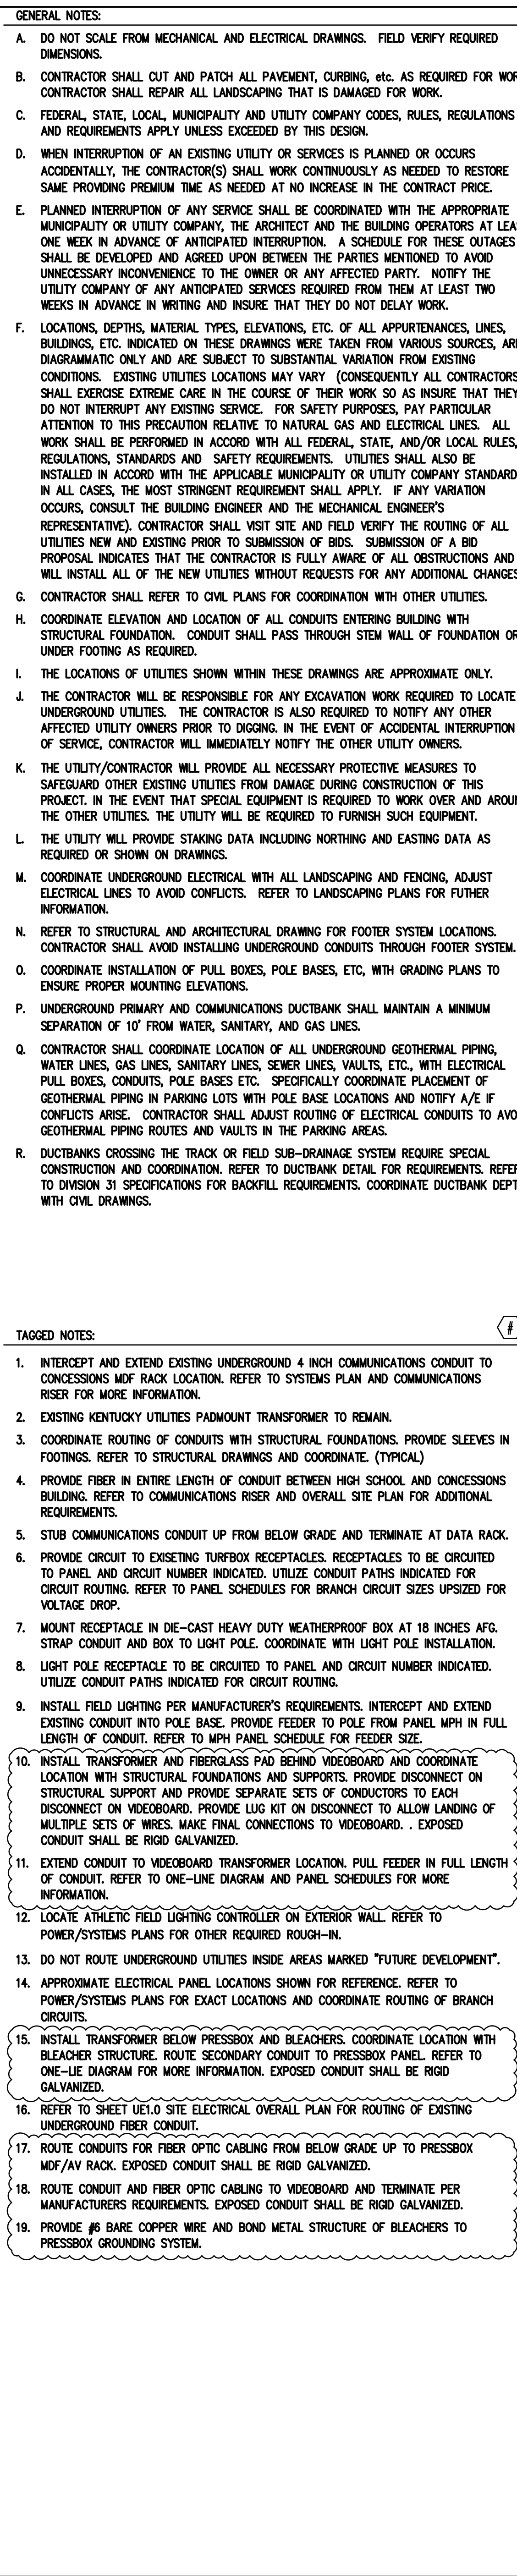 GENERAL NOTES:
A. DO NOT SCALE FROM MECHANICAL AND ELECTRICAL DRAWINGS. FIELD VERIFY REQUIRED
DIMENSIONS.
B. CONTRACTOR SHALL CUT AND PATCH ALL PAVEMENT, CURBING, etc. AS REQUIRED FOR WOR
CONTRACTOR SHALL REPAIR ALL LANDSCAPING THAT IS DAMAGED FOR WORK.
C. FEDERAL, STATE, LOCAL, MUNICIPALITY AND UTILITY COMPANY CODES, RULES, REGULATIONS
AND REQUIREMENTS APPLY UNLESS EXCEEDED BY THIS DESIGN.
D. WHEN INTERRUPTION OF AN EXISTING UTILITY OR SERVICES IS PLANNED OR OCCURS
ACCIDENTALLY, THE CONTRACTOR(S) SHALL WORK CONTINUOUSLY AS NEEDED TO RESTORE
SAME PROVIDING PREMIUM TIME AS NEEDED AT NO INCREASE IN THE CONTRACT PRICE.
E. PLANNED INTERRUPTION OF ANY SERVICE SHALL BE COORDINATED WITH THE APPROPRIATE
MUNICIPALITY OR UTILITY COMPANY, THE ARCHITECT AND THE BUILDING OPERATORS AT LEA
ONE WEEK IN ADVANCE OF ANTICIPATED INTERRUPTION. A SCHEDULE FOR THESE OUTAGES
SHALL BE DEVELOPED AND AGREED UPON BETWEEN THE PARTIES MENTIONED TO AVOID
UNNECESSARY INCONVENIENCE TO THE OWNER OR ANY AFFECTED PARTY. NOTIFY THE
UTILITY COMPANY OF ANY ANTICIPATED SERVICES REQUIRED FROM THEM AT LEAST TWO
WEEKS IN ADVANCE IN WRITING AND INSURE THAT THEY DO NOT DELAY WORK.
F. LOCATIONS, DEPTHS, MATERIAL TYPES, ELEVATIONS, ETC. OF ALL APPURTENANCES, LINES,
BUILDINGS, ETC. INDICATED ON THESE DRAWINGS WERE TAKEN FROM VARIOUS SOURCES, ARE
DIAGRAMMATIC ONLY AND ARE SUBJECT TO SUBSTANTIAL VARIATION FROM EXISTING
CONDITIONS. EXISTING UTILITIES LOCATIONS MAY VARY (CONSEQUENTLY ALL CONTRACTORS
SHALL EXERCISE EXTREME CARE IN THE COURSE OF THEIR WORK SO AS INSURE THAT THEY
DO NOT INTERRUPT ANY EXISTING SERVICE. FOR SAFETY PURPOSES, PAY PARTICULAR
ATTENTION TO THIS PRECAUTION RELATIVE TO NATURAL GAS AND ELECTRICAL LINES. ALL
WORK SHALL BE PERFORMED IN ACCORD WITH ALL FEDERAL, STATE, AND/OR LOCAL RULES,
REGULATIONS, STANDARDS AND SAFETY REQUIREMENTS. UTILITIES SHALL ALSO BE
INSTALLED IN ACCORD WITH THE APPLICABLE MUNICIPALITY OR UTILITY COMPANY STANDARD
IN ALL CASES, THE MOST STRINGENT REQUIREMENT SHALL APPLY. IF ANY VARIATION
OCCURS, CONSULT THE BUILDING ENGINEER AND THE MECHANICAL ENGINEER'S
REPRESENTATIVE). CONTRACTOR SHALL VISIT SITE AND FIELD VERIFY THE ROUTING OF ALL
UTILITIES NEW AND EXISTING PRIOR TO SUBMISSION OF BIDS. SUBMISSION OF A BID
PROPOSAL INDICATES THAT THE CONTRACTOR IS FULLY AWARE OF ALL OBSTRUCTIONS AND
WILL INSTALL ALL OF THE NEW UTILITIES WITHOUT REQUESTS FOR ANY ADDITIONAL CHANGES
G. CONTRACTOR SHALL REFER TO CIVIL PLANS FOR COORDINATION WITH OTHER UTILITIES.
H. COORDINATE ELEVATION AND LOCATION OF ALL CONDUITS ENTERING BUILDING WITH
STRUCTURAL FOUNDATION. CONDUIT SHALL PASS THROUGH STEM WALL OF FOUNDATION OR
UNDER FOOTING AS REQUIRED.
I. THE LOCATIONS OF UTILITIES SHOWN WITHIN THESE DRAWINGS ARE APPROXIMATE ONLY.
J. THE CONTRACTOR WILL BE RESPONSIBLE FOR ANY EXCAVATION WORK REQUIRED TO LOCATE
UNDERGROUND UTILITIES. THE CONTRACTOR IS ALSO REQUIRED TO NOTIFY ANY OTHER
AFFECTED UTILITY OWNERS PRIOR TO DIGGING. IN THE EVENT OF ACCIDENTAL INTERRUPTION
OF SERVICE, CONTRACTOR WILL IMMEDIATELY NOTIFY THE OTHER UTILITY OWNERS.
K. THE UTILITY/CONTRACTOR WILL PROVIDE ALL NECESSARY PROTECTIVE MEASURES TO
SAFEGUARD OTHER EXISTING UTILITIES FROM DAMAGE DURING CONSTRUCTION OF THIS
PROJECT. IN THE EVENT THAT SPECIAL EQUIPMENT IS REQUIRED TO WORK OVER AND AROU
THE OTHER UTILITIES. THE UTILITY WILL BE REQUIRED TO FURNISH SUCH EQUIPMENT.
L. THE UTILITY WILL PROVIDE STAKING DATA INCLUDING NORTHING AND EASTING DATA AS
REQUIRED OR SHOWN ON DRAWINGS.
M. COORDINATE UNDERGROUND ELECTRICAL WITH ALL LANDSCAPING AND FENCING, ADJUST
ELECTRICAL LINES TO AVOID CONFLICTS. REFER TO LANDSCAPING PLANS FOR FUTHER
INFORMATION.
N. REFER TO STRUCTURAL AND ARCHITECTURAL DRAWING FOR FOOTER SYSTEM LOCATIONS.
CONTRACTOR SHALL AVOID INSTALLING UNDERGROUND CONDUITS THROUGH FOOTER SYSTEM.
O. COORDINATE INSTALLATION OF PULL BOXES, POLE BASES, ETC, WITH GRADING PLANS TO
ENSURE PROPER MOUNTING ELEVATIONS.
P. UNDERGROUND PRIMARY AND COMMUNICATIONS DUCTBANK SHALL MAINTAIN A MINIMUM
SEPARATION OF 10' FROM WATER, SANITARY, AND GAS LINES.
Q. CONTRACTOR SHALL COORDINATE LOCATION OF ALL UNDERGROUND GEOTHERMAL PIPING,
WATER LINES, GAS LINES, SANITARY LINES, SEWER LINES, VAULTS, ETC., WITH ELECTRICAL
PULL BOXES, CONDUITS, POLE BASES ETC. SPECIFICALLY COORDINATE PLACEMENT OF
GEOTHERMAL PIPING IN PARKING LOTS WITH POLE BASE LOCATIONS AND NOTIFY A/E IF
CONFLICTS ARISE. CONTRACTOR SHALL ADJUST ROUTING OF ELECTRICAL CONDUITS TO AVO
GEOTHERMAL PIPING ROUTES AND VAULTS IN THE PARKING AREAS.
R. DUCTBANKS CROSSING THE TRACK OR FIELD SUB-DRAINAGE SYSTEM REQUIRE SPECIAL
CONSTRUCTION AND COORDINATION. REFER TO DUCTBANK DETAIL FOR REQUIREMENTS. REFER
TO DIVISION 31 SPECIFICATIONS FOR BACKFILL REQUIREMENTS. COORDINATE DUCTBANK DEPT
WITH CIVIL DRAWINGS.
#
TAGGED NOTES:
1. INTERCEPT AND EXTEND EXISTING UNDERGROUND 4 INCH COMMUNICATIONS CONDUIT TO
CONCESSIONS MDF RACK LOCATION. REFER TO SYSTEMS PLAN AND COMMUNICATIONS
RISER FOR MORE INFORMATION.
2. EXISTING KENTUCKY UTILITIES PADMOUNT TRANSFORMER TO REMAIN.
3. COORDINATE ROUTING OF CONDUITS WITH STRUCTURAL FOUNDATIONS. PROVIDE SLEEVES IN
FOOTINGS. REFER TO STRUCTURAL DRAWINGS AND COORDINATE. (TYPICAL)
4. PROVIDE FIBER IN ENTIRE LENGTH OF CONDUIT BETWEEN HIGH SCHOOL AND CONCESSIONS
BUILDING. REFER TO COMMUNICATIONS RISER AND OVERALL SITE PLAN FOR ADDITIONAL
REQUIREMENTS.
5. STUB COMMUNICATIONS CONDUIT UP FROM BELOW GRADE AND TERMINATE AT DATA RACK.
6. PROVIDE CIRCUIT TO EXISETING TURFBOX RECEPTACLES. RECEPTACLES TO BE CIRCUITED
TO PANEL AND CIRCUIT NUMBER INDICATED. UTILIZE CONDUIT PATHS INDICATED FOR
CIRCUIT ROUTING. REFER TO PANEL SCHEDULES FOR BRANCH CIRCUIT SIZES UPSIZED FOR
VOLTAGE DROP.
7. MOUNT RECEPTACLE IN DIE-CAST HEAVY DUTY WEATHERPROOF BOX AT 18 INCHES AFG.
STRAP CONDUIT AND BOX TO LIGHT POLE. COORDINATE WITH LIGHT POLE INSTALLATION.
8. LIGHT POLE RECEPTACLE TO BE CIRCUITED TO PANEL AND CIRCUIT NUMBER INDICATED.
UTILIZE CONDUIT PATHS INDICATED FOR CIRCUIT ROUTING.
9. INSTALL FIELD LIGHTING PER MANUFACTURER'S REQUIREMENTS. INTERCEPT AND EXTEND
EXISTING CONDUIT INTO POLE BASE. PROVIDE FEEDER TO POLE FROM PANEL MPH IN FULL
LENGTH OF CONDUIT. REFER TO MPH PANEL SCHEDULE FOR FEEDER SIZE.
10. INSTALL TRANSFORMER AND FIBERGLASS PAD BEHIND VIDEOBOARD AND COORDINATE
LOCATION WITH STRUCTURAL FOUNDATIONS AND SUPPORTS. PROVIDE DISCONNECT ON
STRUCTURAL SUPPORT AND PROVIDE SEPARATE SETS OF CONDUCTORS TO EACH
DISCONNECT ON VIDEOBOARD. PROVIDE LUG KIT ON DISCONNECT TO ALLOW LANDING OF
MULTIPLE SETS OF WIRES. MAKE FINAL CONNECTIONS TO VIDEOBOARD. . EXPOSED
CONDUIT SHALL BE RIGID GALVANIZED.
11. EXTEND CONDUIT TO VIDEOBOARD TRANSFORMER LOCATION. PULL FEEDER IN FULL LENGTH
OF CONDUIT. REFER TO ONE-LINE DIAGRAM AND PANEL SCHEDULES FOR MORE
INFORMATION.
12. LOCATE ATHLETIC FIELD LIGHTING CONTROLLER ON EXTERIOR WALL. REFER TO
POWER/SYSTEMS PLANS FOR OTHER REQUIRED ROUGH-IN.
13. DO NOT ROUTE UNDERGROUND UTILITIES INSIDE AREAS MARKED "FUTURE DEVELOPMENT".
14. APPROXIMATE ELECTRICAL PANEL LOCATIONS SHOWN FOR REFERENCE. REFER TO
POWER/SYSTEMS PLANS FOR EXACT LOCATIONS AND COORDINATE ROUTING OF BRANCH
CIRCUITS.
15. INSTALL TRANSFORMER BELOW PRESSBOX AND BLEACHERS. COORDINATE LOCATION WITH
BLEACHER STRUCTURE. ROUTE SECONDARY CONDUIT TO PRESSBOX PANEL. REFER TO
ONE-LIE DIAGRAM FOR MORE INFORMATION. EXPOSED CONDUIT SHALL BE RIGID
GALVANIZED.
16. REFER TO SHEET UE1.0 SITE ELECTRICAL OVERALL PLAN FOR ROUTING OF EXISTING
UNDERGROUND FIBER CONDUIT.
17. ROUTE CONDUITS FOR FIBER OPTIC CABLING FROM BELOW GRADE UP TO PRESSBOX
MDF/AV RACK. EXPOSED CONDUIT SHALL BE RIGID GALVANIZED.
18. ROUTE CONDUIT AND FIBER OPTIC CABLING TO VIDEOBOARD AND TERMINATE PER
MANUFACTURERS REQUIREMENTS. EXPOSED CONDUIT SHALL BE RIGID GALVANIZED.
19. PROVIDE #6 BARE COPPER WIRE AND BOND METAL STRUCTURE OF BLEACHERS TO
PRESSBOX GROUNDING SYSTEM.